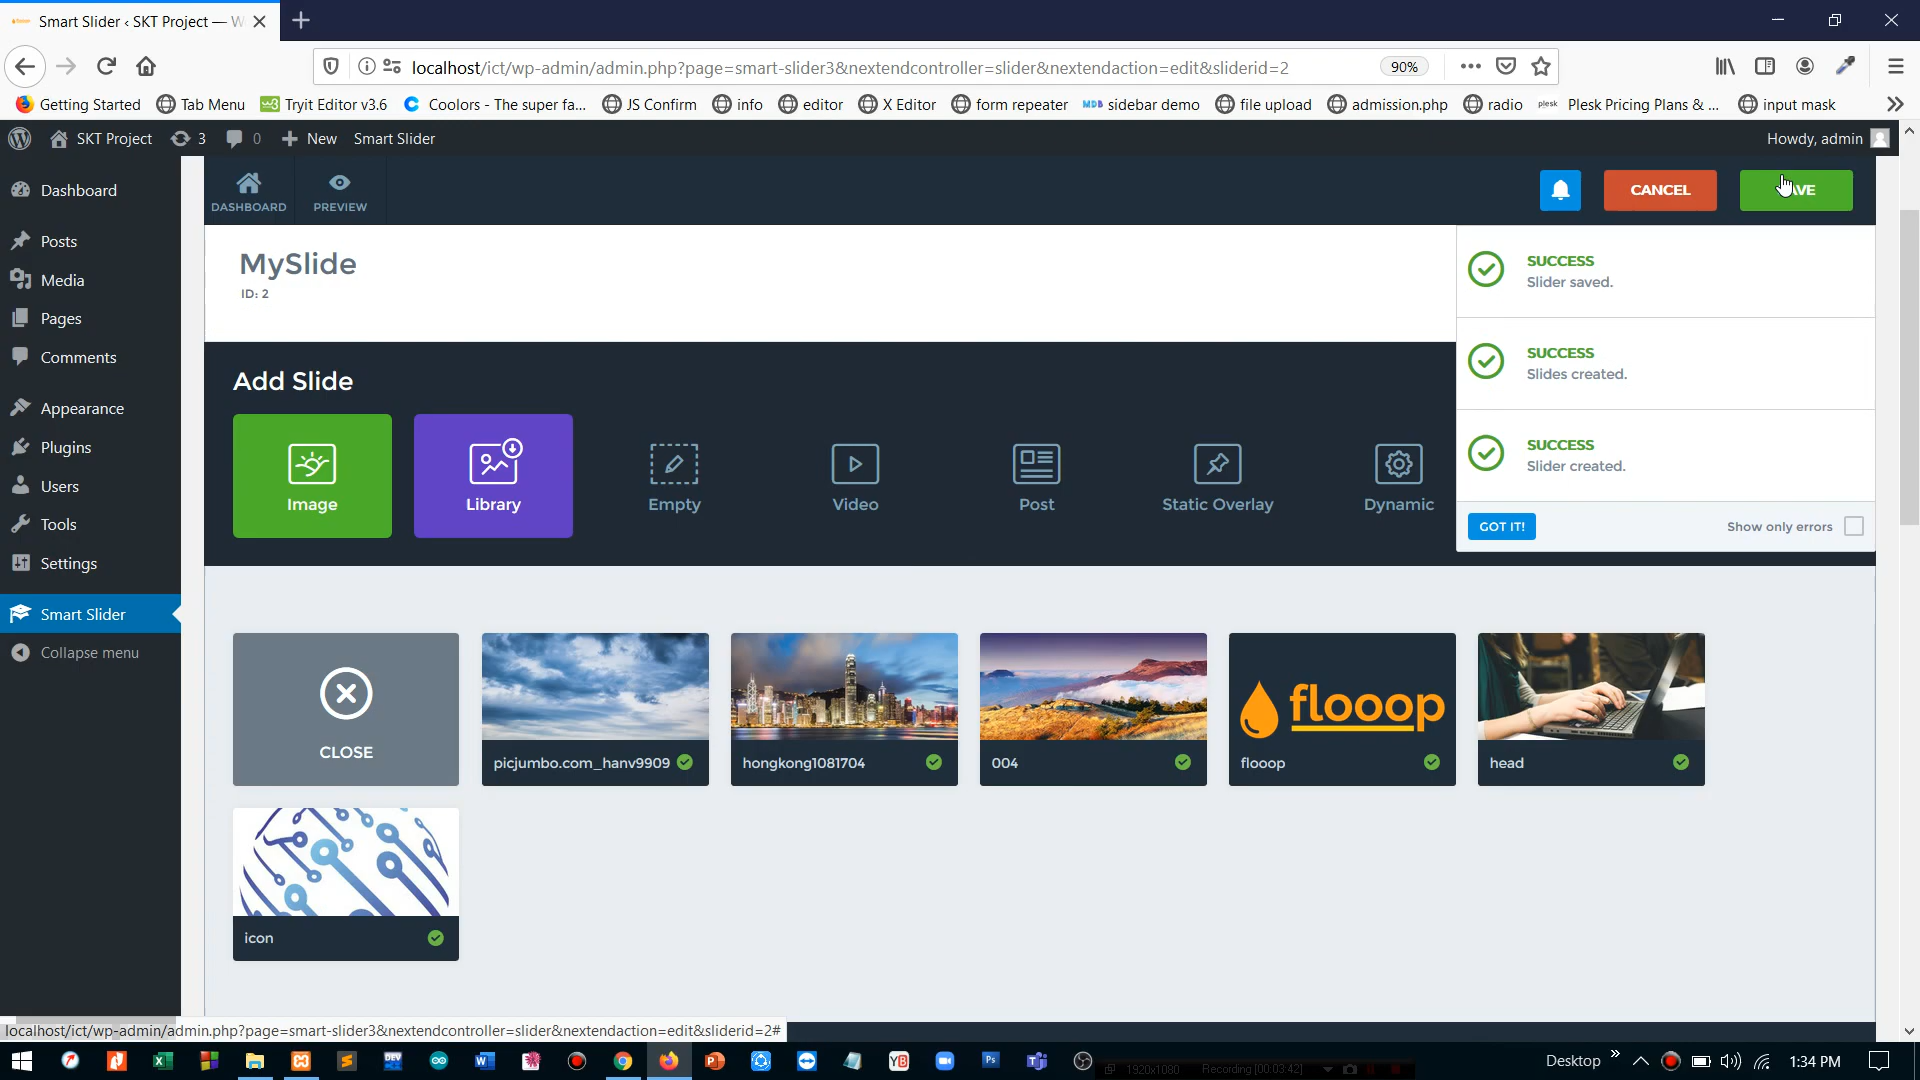 Smart Slider ‹ SKT Project — W
localhost/ict/wp-admin/admin.php?page=smart-slider3&nextendcontroller=slider&nextendaction=edit&sliderid=2
90%
Getting Started
Tab Menu
Tryit Editor v3.6
Coolors - The super fa...
JS Confirm
info
editor
X Editor
form repeater
sidebar demo
file upload
admission.php
radio
Plesk Pricing Plans & ...
input mask
SKT Project
3
0
New
Smart Slider
Howdy, admin
Dashboard
Posts
Media
Pages
Comments
Appearance
Plugins
Users
Tools
Settings
Smart Slider
Collapse menu
DASHBOARD
PREVIEW
CANCEL
MySlide
ID: 2
SUCCESS
Slider saved.
SUCCESS
Slides created.
SUCCESS
Slider created.
GOT IT!
Show only errors
Add Slide
Image
Library
Empty
Video
Post
Static Overlay
Dynamic
CLOSE
picjumbo.com_hanv9909
hongkong1081704
004
flooop
flooop
head
icon
localhost/ict/wp-admin/admin.php?page=smart-slider3&nextendcontroller=slider&nextendaction=edit&sliderid=2#
1920x1080
Recording [00:03:42]
Desktop
1:34 PM